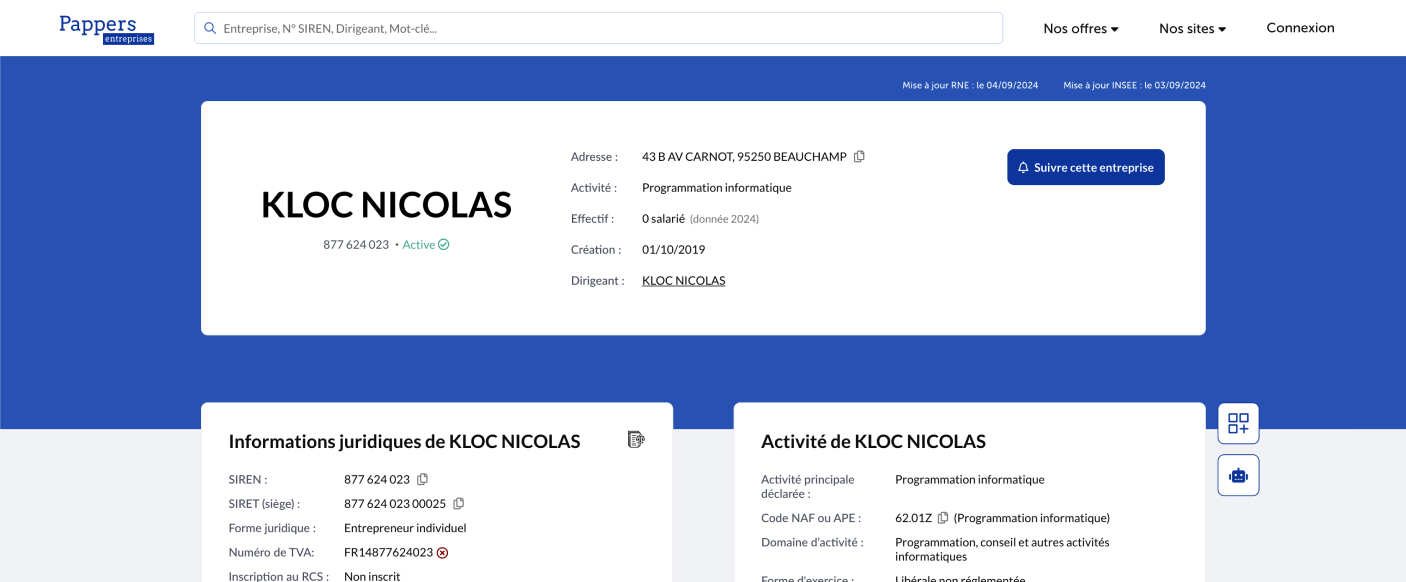 Pappers
entreprises
Entreprise, N° SIREN, Dirigeant, Mot-clé...
Nos offres
Nos sites
Connexion
Mise à jour RNE : le 04/09/2024
Mise à jour INSEE : le 03/09/2024
KLOC NICOLAS
877 624 023 • Active
Adresse : 43 B AV CARNOT, 95250 BEAUCHAMP
Activité : Programmation informatique
Effectif : 0 salarié (donnée 2024)
Création : 01/10/2019
Dirigeant : KLOC NICOLAS
Suivre cette entreprise
Informations juridiques de KLOC NICOLAS
SIREN : 877 624 023
SIRET (siège) : 877 624 023 00025
Forme juridique : Entrepreneur individuel
Numéro de TVA: FR14877624023
Inscription au RCS : Non inscrit
Activité de KLOC NICOLAS
Activité principale déclarée : Programmation informatique
Code NAF ou APE : 62.01Z (Programmation informatique)
Domaine d'activité : Programmation, conseil et autres activités informatiques
Forme d'exercice : Libérale non réglementée